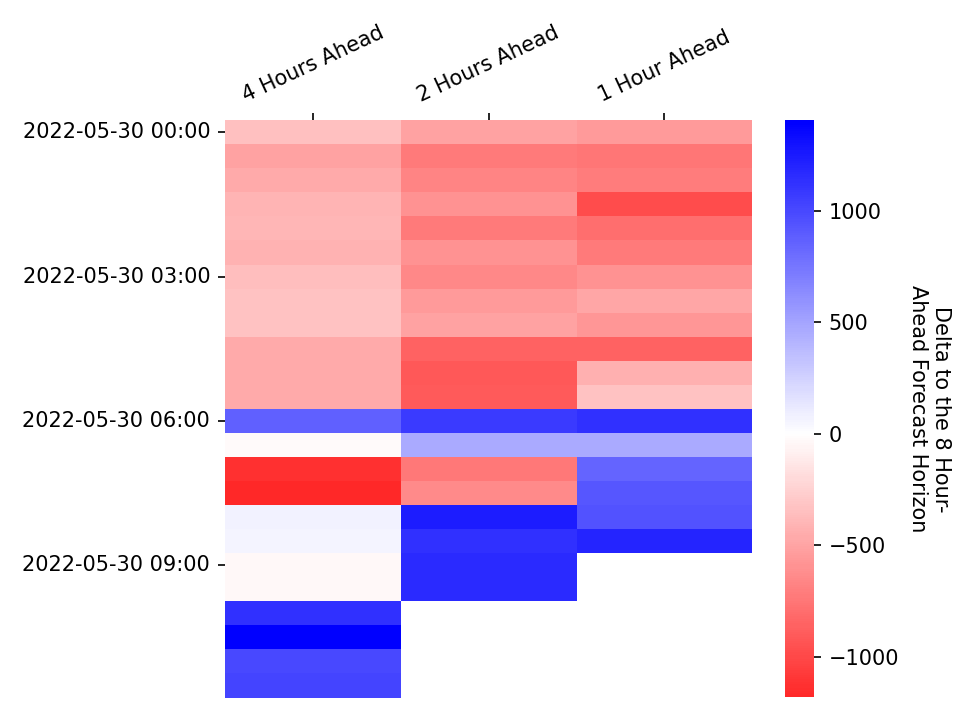 4 Hours Ahead
2 Hours Ahead
1 Hour Ahead
2022-05-30 00:00
2022-05-30 03:00
2022-05-30 06:00
2022-05-30 09:00
1000
500
0
−500
−1000
Delta to the 8 Hour-
Ahead Forecast Horizon